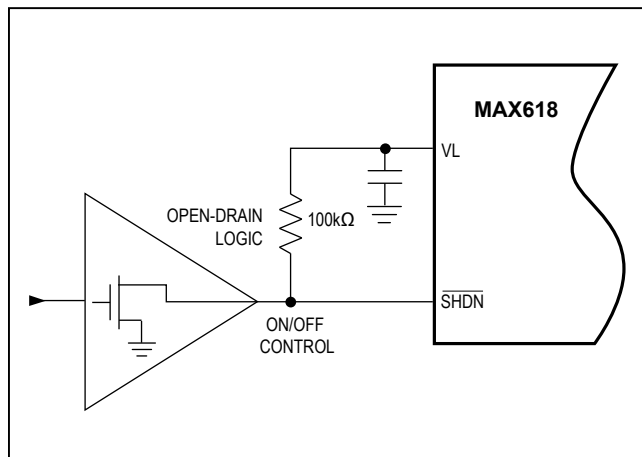 MAX618
VL
OPEN-DRAIN
LOGIC
100kΩ
SHDN
ON/OFF
CONTROL